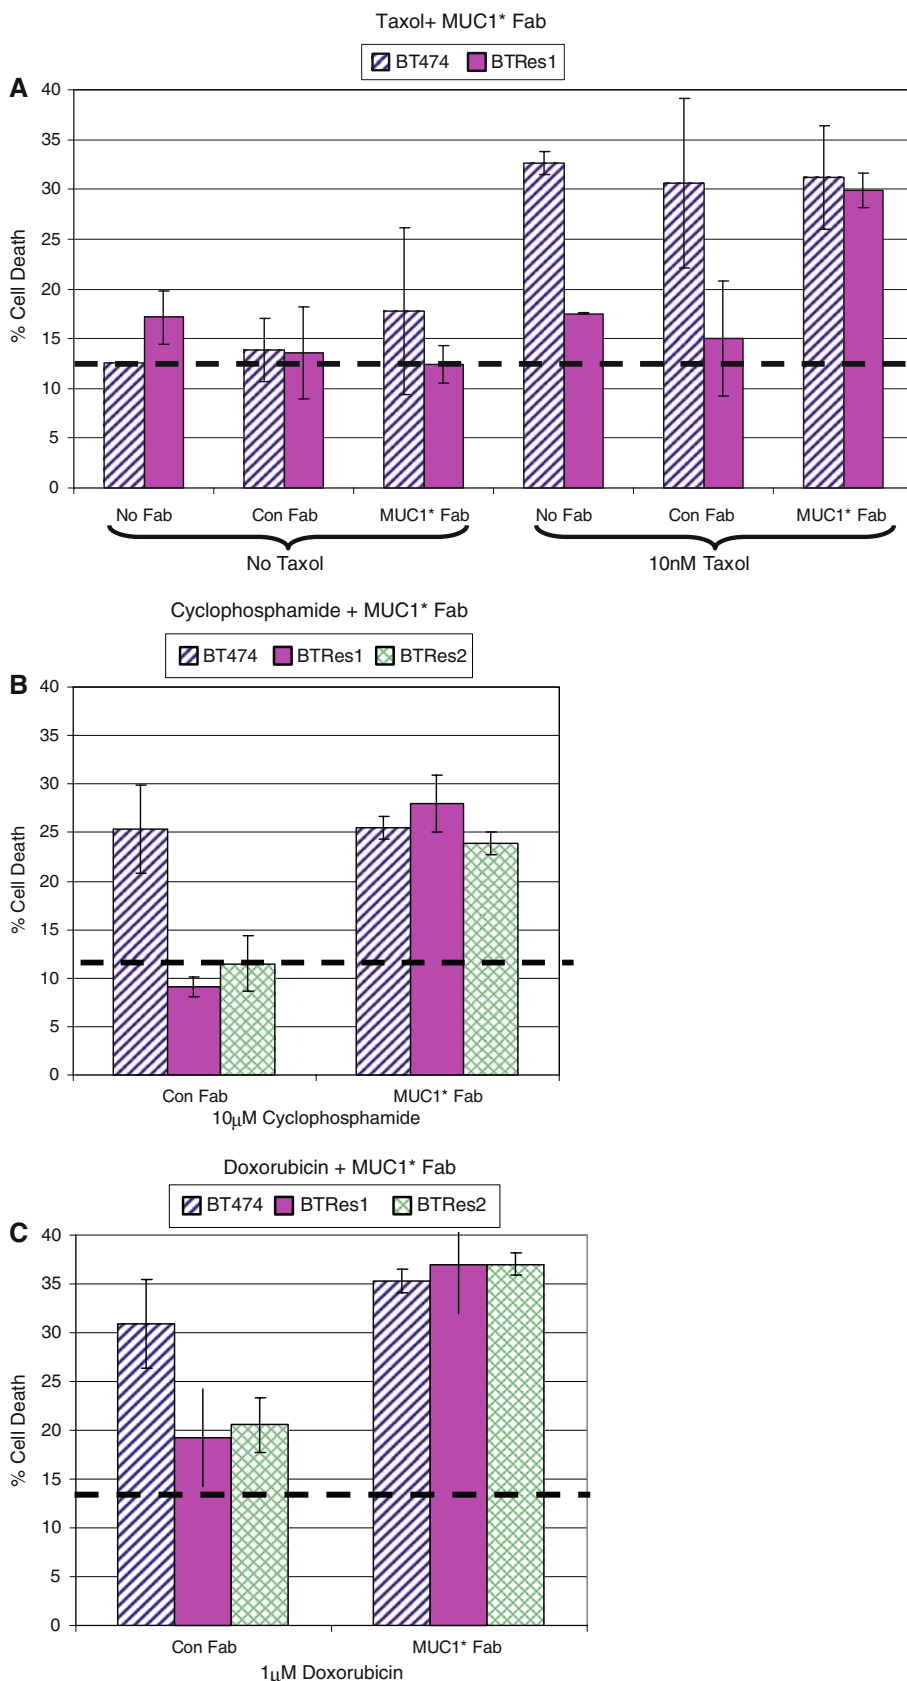 Taxol+ MUC1* Fab
BT474 BTRes1
A
40
35
30
25
20
15
10
5
0
% Cell Death
No Fab Con Fab MUC1* Fab No Fab Con Fab MUC1* Fab
No Taxol 10nM Taxol
Cyclophosphamide + MUC1* Fab
BT474 BTRes1 BTRes2
B
40
35
30
25
20
15
10
5
0
% Cell Death
Con Fab MUC1* Fab
10μM Cyclophosphamide
Doxorubicin + MUC1* Fab
BT474 BTRes1 BTRes2
C
40
35
30
25
20
15
10
5
0
% Cell Death
Con Fab MUC1* Fab
1μM Doxorubicin